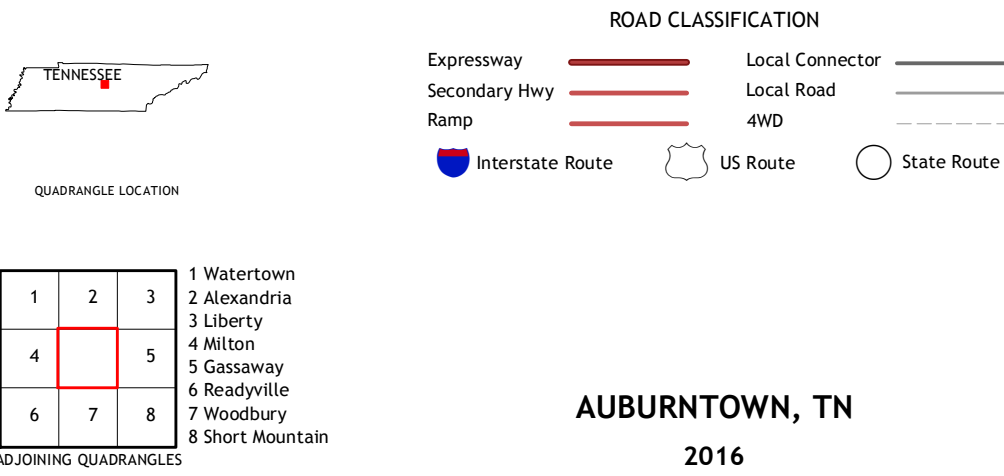 ROAD CLASSIFICATION
Expressway
Local Connector
Secondary Hwy
Local Road
Ramp
4WD
Interstate Route
US Route
State Route
TENNESSEE
QUADRANGLE LOCATION
1 2 3
4 5
6 7 8
1 Watertown
2 Alexandria
3 Liberty
4 Milton
5 Gassaway
6 Readyville
7 Woodbury
8 Short Mountain
ADJOINING QUADRANGLES
AUBURNTOWN, TN
2016